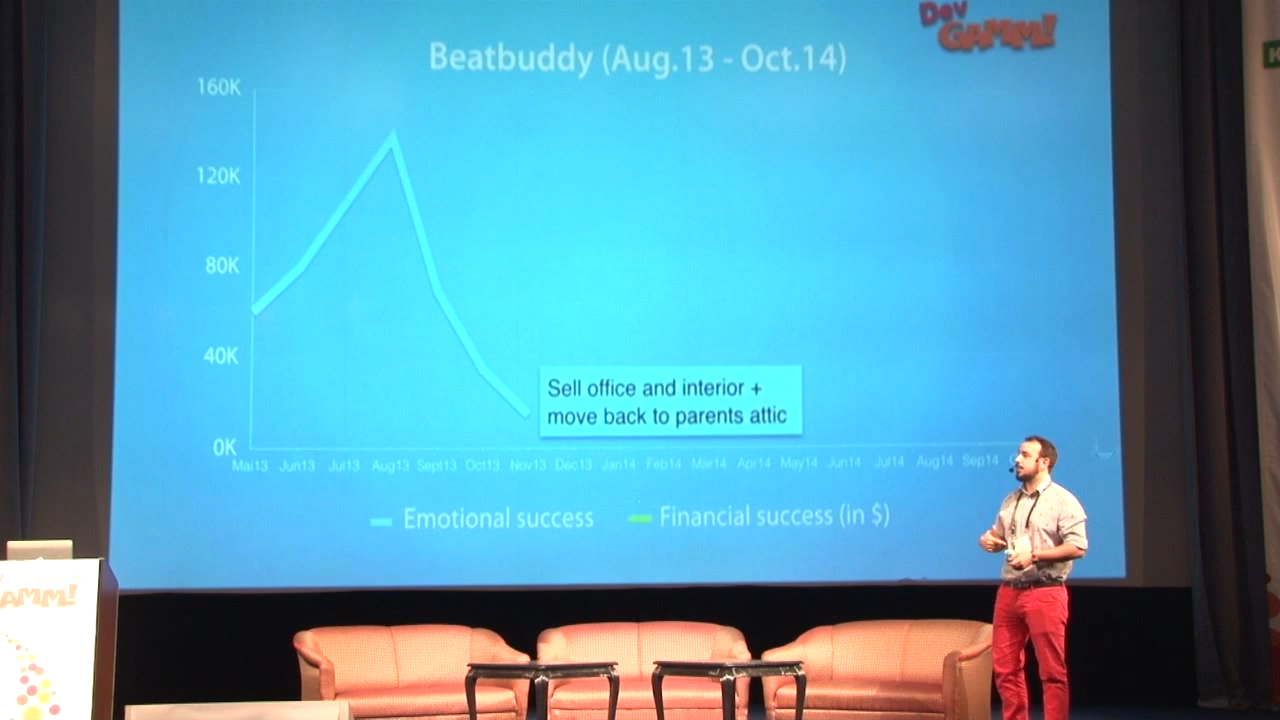 Dev
GAMM!
Beatbuddy (Aug.13 - Oct.14)
160K
120K
80K
40K
0K
Sell office and interior +
move back to parents attic
Mai13 Jun13 Jul13 Aug13 Sept13 Oct13 Nov13 Dec13 Jan14 Feb14 Mar14 Apr14 May14 Jun14 Jul14 Aug14 Sep14
Emotional success Financial success (in $)
AMM!